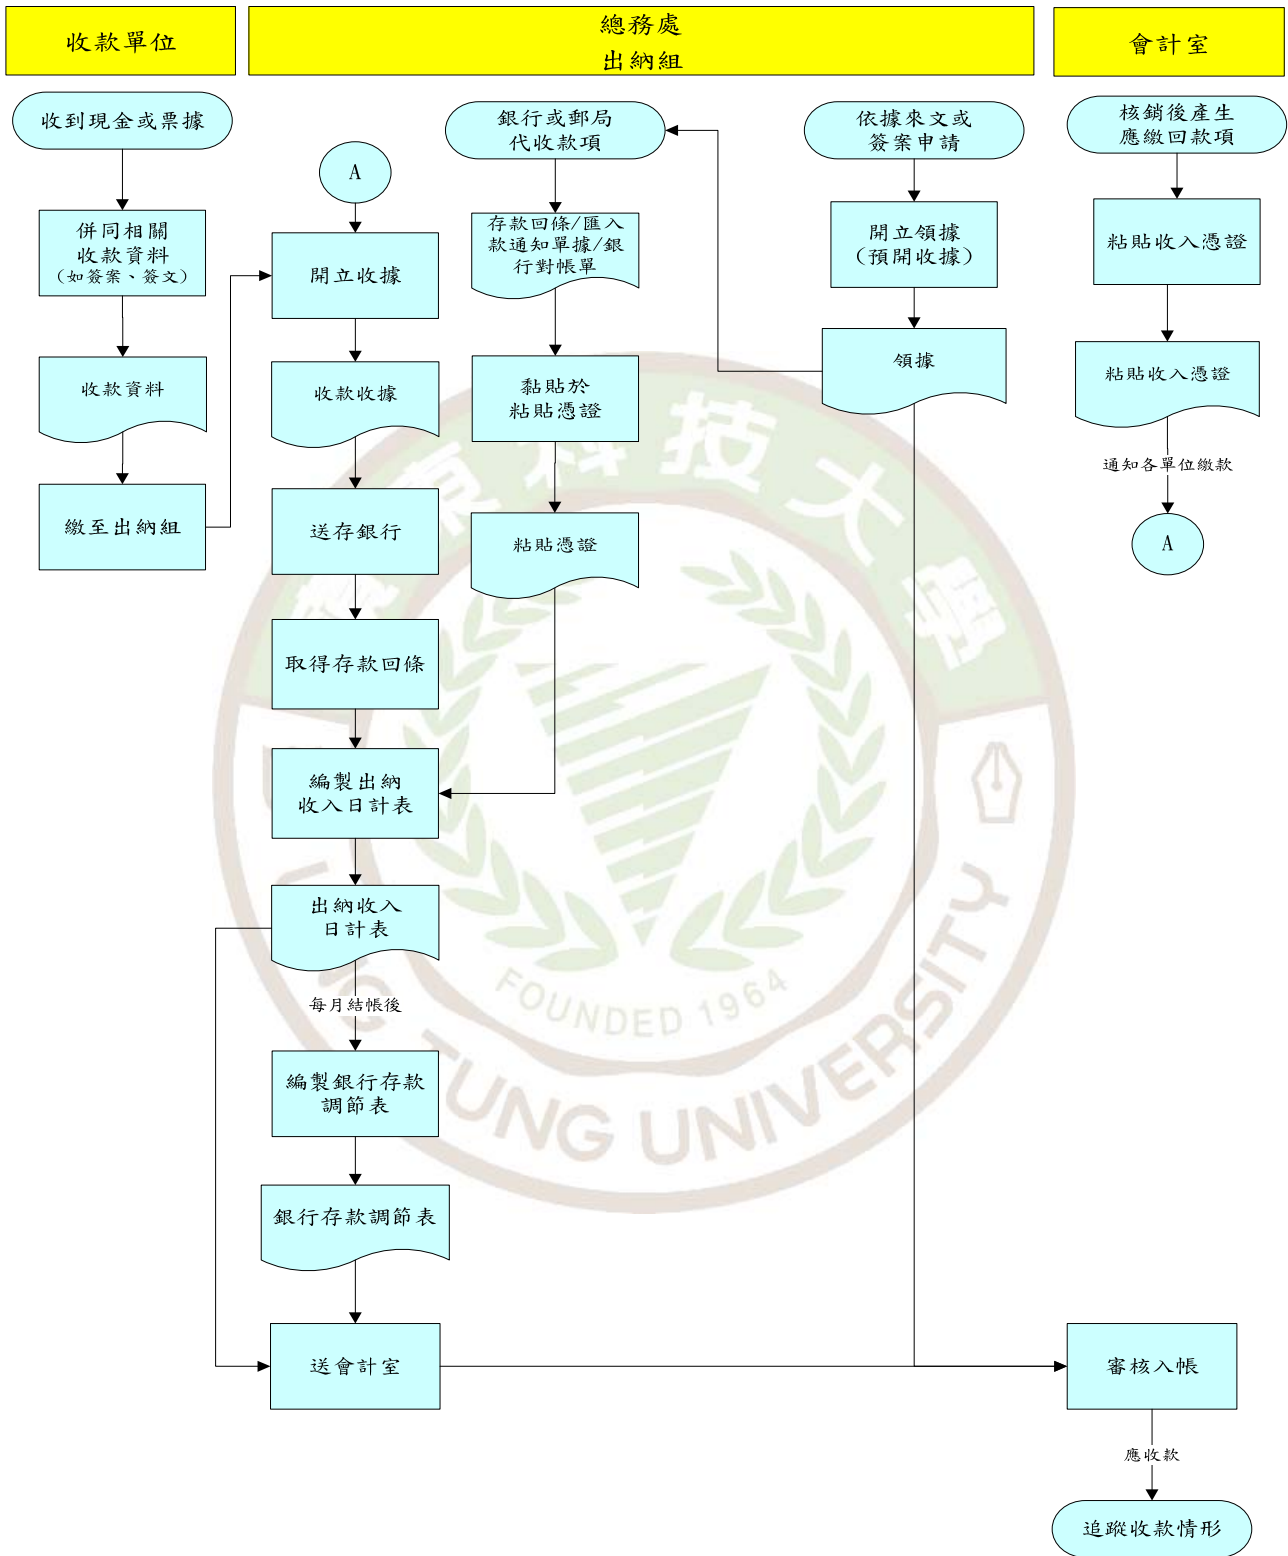 收款單位
總務處
出納組
會計室
收到現金或票據
併同相關
收款資料
(如簽案、簽文)
收款資料
繳至出納組
A
開立收據
收款收據
送存銀行
取得存款回條
編製出納
收入日計表
出納收入
日計表
每月結帳後
編製銀行存款
調節表
銀行存款調節表
送會計室
銀行或郵局
代收款項
存款回條/匯入
款通知單據/銀
行對帳單
黏貼於
粘貼憑證
粘貼憑證
依據來文或
簽案申請
開立領據
(預開收據)
領據
核銷後產生
應繳回款項
粘貼收入憑證
粘貼收入憑證
通知各單位繳款
A
審核入帳
應收款
追蹤收款情形
東科技大學
FOUNDED 1964
TUNG UNIVERSITY